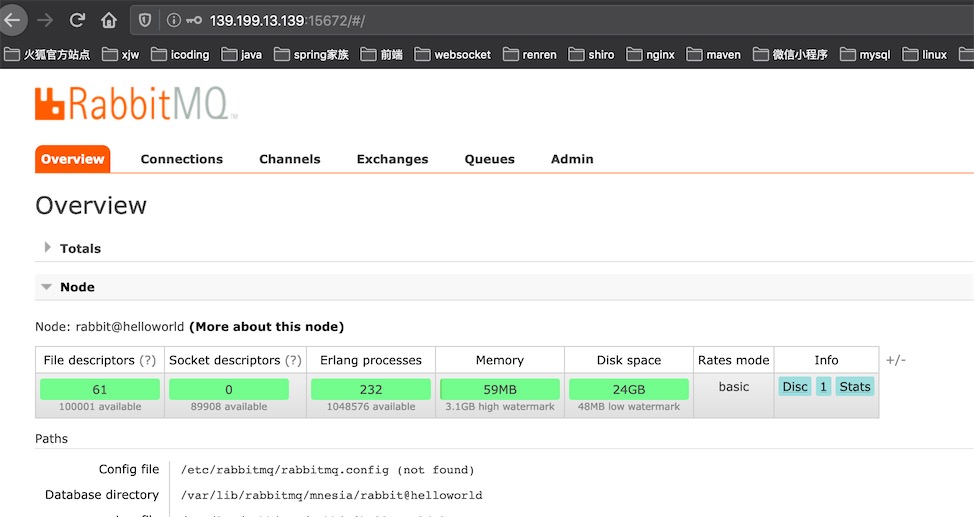 139.199.13.139:15672/#/
火狐官方站点 xjw icoding java spring家族 前端 websocket renren shiro nginx maven 微信小程序 mysql linux
RabbitMQ™
Overview Connections Channels Exchanges Queues Admin
Overview
Totals
Node
Node: rabbit@helloworld (More about this node)
File descriptors (?) Socket descriptors (?) Erlang processes Memory Disk space Rates mode Info +/-
61 0 232 59MB 24GB basic Disc 1 Stats
100001 available 89908 available 1048576 available 3.1GB high watermark 48MB low watermark
Paths
Config file /etc/rabbitmq/rabbitmq.config (not found)
Database directory /var/lib/rabbitmq/mnesia/rabbit@helloworld